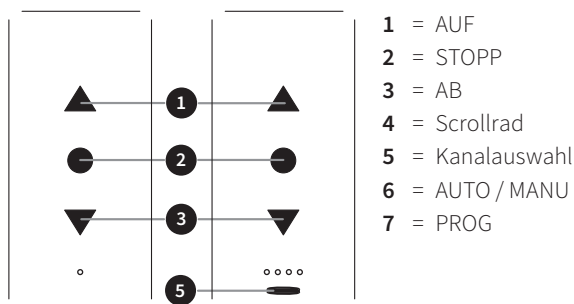 1 = AUF
2 = STOPP
3 = AB
4 = Scrollrad
5 = Kanalauswahl
6 = AUTO / MANU
7 = PROG
1
2
3
5